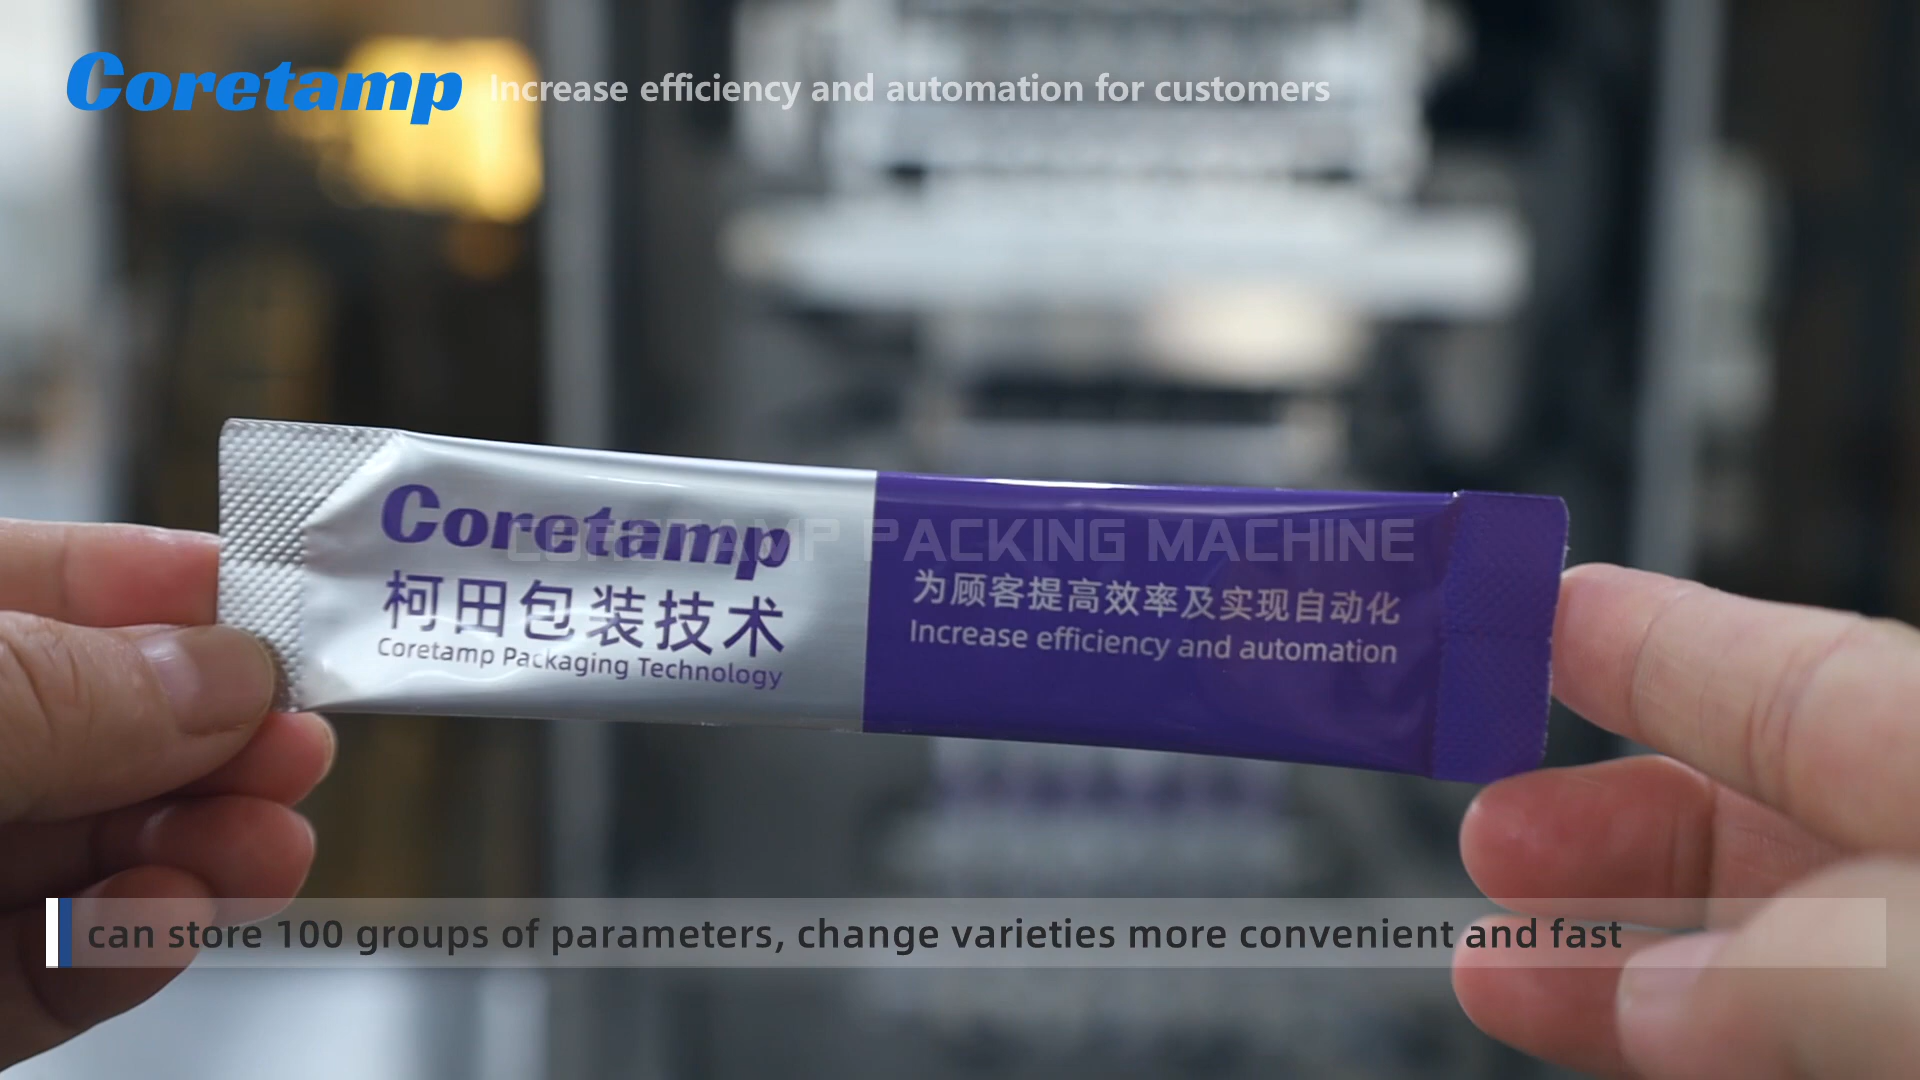 Coretamp Increase efficiency and automation for customers
Coretamp
柯田包装技术
Coretamp Packaging Technology
CORETAMP PACKING MACHINE
为顾客提高效率及实现自动化
Increase efficiency and automation
can store 100 groups of parameters, change varieties more convenient and fast